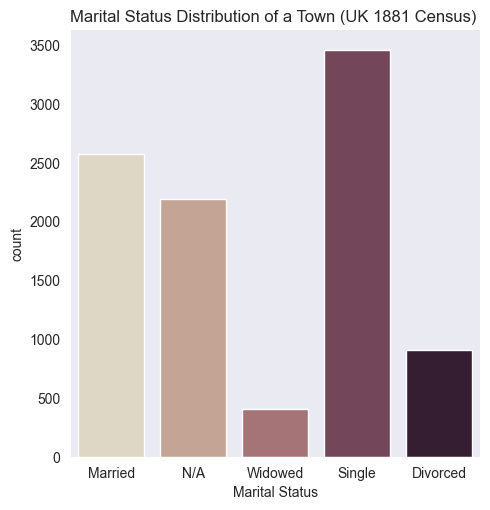 Marital Status Distribution of a Town (UK 1881 Census)
3500
3000
2500
2000
1500
1000
500
0
count
Married N/A Widowed Single Divorced
Marital Status